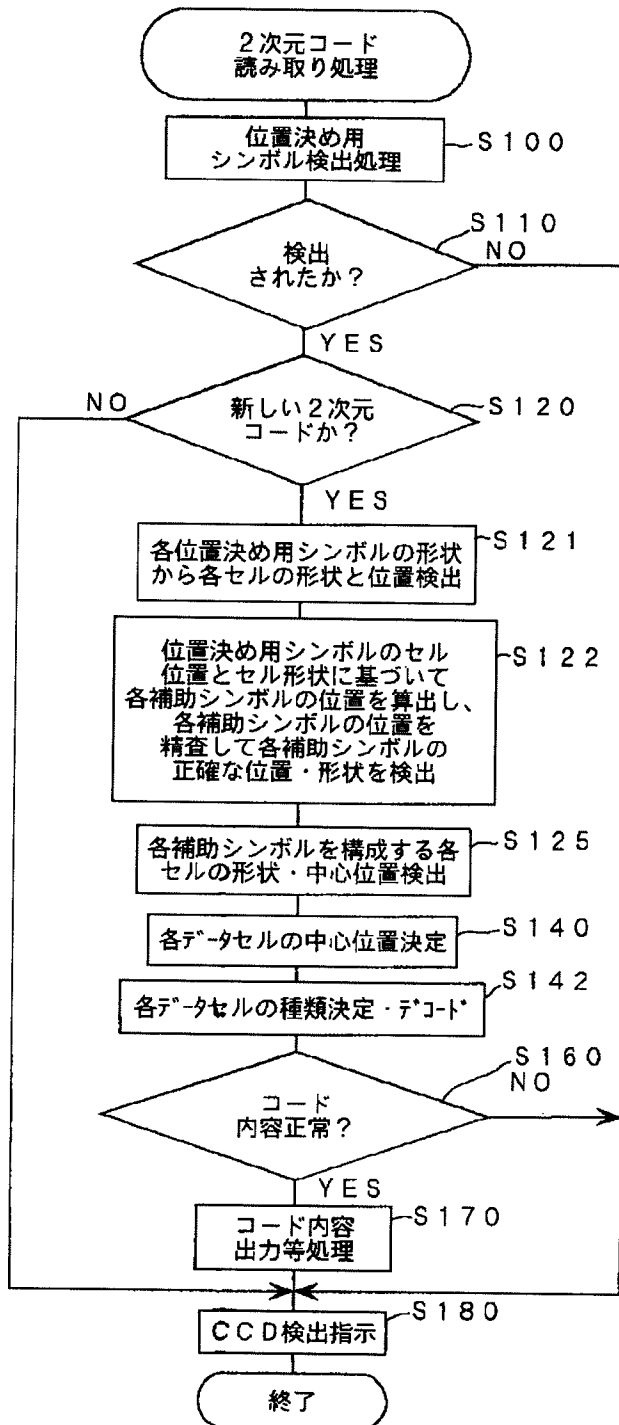 2次元コード
読み取り処理
位置決め用
シンボル検出処理
S100
S110
検出
されたか？
NO
YES
NO
S120
新しい2次元
コードか？
YES
S121
各位置決め用シンボルの形状
から各セルの形状と位置検出
S122
位置決め用シンボルのセル
位置とセル形状に基づいて
各補助シンボルの位置を算出し、
各補助シンボルの位置を
精査して各補助シンボルの
正確な位置・形状を検出
S125
各補助シンボルを構成する各
セルの形状・中心位置検出
S140
各ﾃﾞｰﾀセルの中心位置決定
S142
各ﾃﾞｰﾀセルの種類決定・ﾃﾞｺｰﾄﾞ
S160
NO
コード
内容正常？
YES
S170
コード内容
出力等処理
S180
CCD検出指示
終了